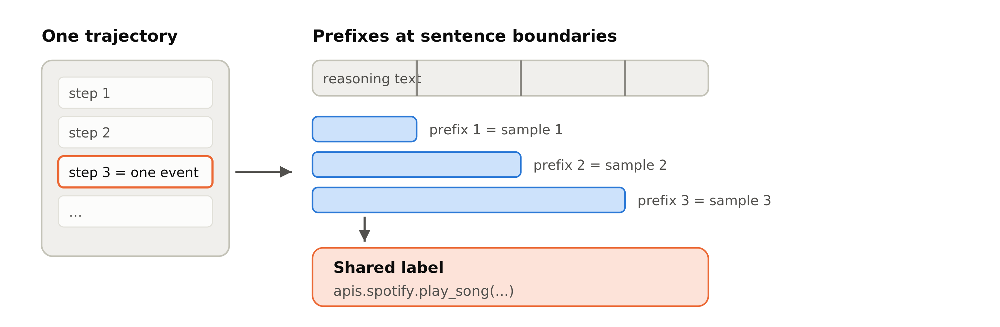 One trajectory
step 1
step 2
step 3 = one event
...
Prefixes at sentence boundaries
reasoning text
prefix 1 = sample 1
prefix 2 = sample 2
prefix 3 = sample 3
Shared label
apis.spotify.play_song(...)